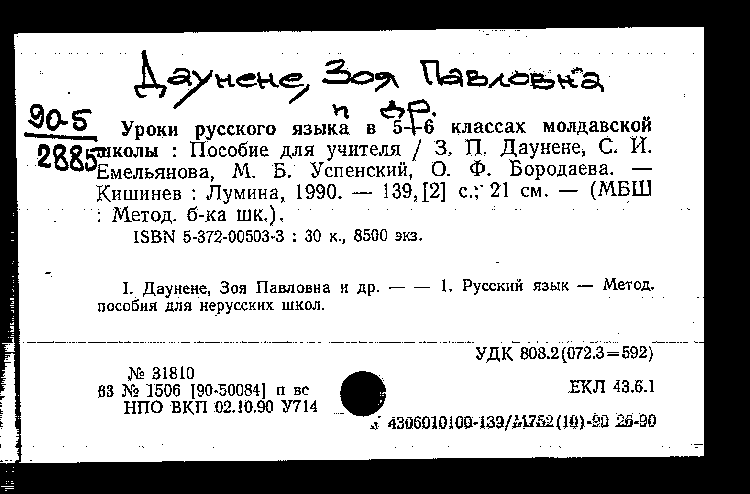 Даунене, Зоя Павловна
и др.
90-5
2885
Уроки русского языка в 5—6 классах молдавской
школы : Пособие для учителя / З. П. Даунене, С. И.
Емельянова, М. Б. Успенский, О. Ф. Бородаева. —
Кишинев : Лумина, 1990. — 139,[2] с.; 21 см. — (МБШ
: Метод. б-ка шк.).
ISBN 5-372-00503-3 : 30 к., 8500 экз.
I. Даунене, Зоя Павловна и др. — — 1. Русский язык — Метод.
пособия для нерусских школ.
УДК 808.2(072.3=592)
№ 31810
63 № 1506 [90-50084] п вс
ЕКЛ 43.6.1
НПО ВКП 02.10.90 У714
4306010100-139/М752(10)-90 26-90